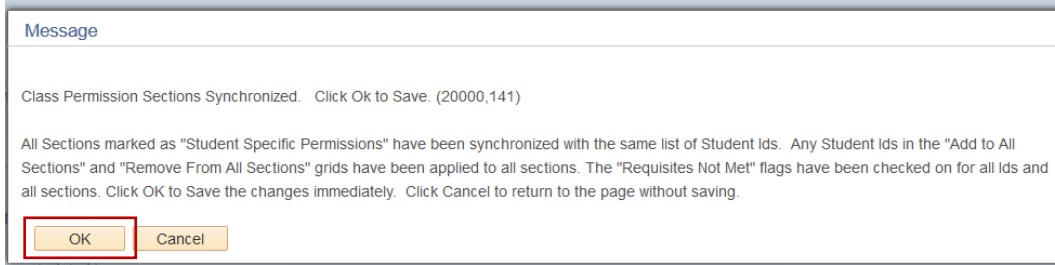 Message
Class Permission Sections Synchronized.   Click Ok to Save. (20000,141)
All Sections marked as "Student Specific Permissions" have been synchronized with the same list of Student Ids.  Any Student Ids in the "Add to All
Sections" and "Remove From All Sections" grids have been applied to all sections. The "Requisites Not Met" flags have been checked on for all Ids and
all sections. Click OK to Save the changes immediately.  Click Cancel to return to the page without saving.
OK Cancel